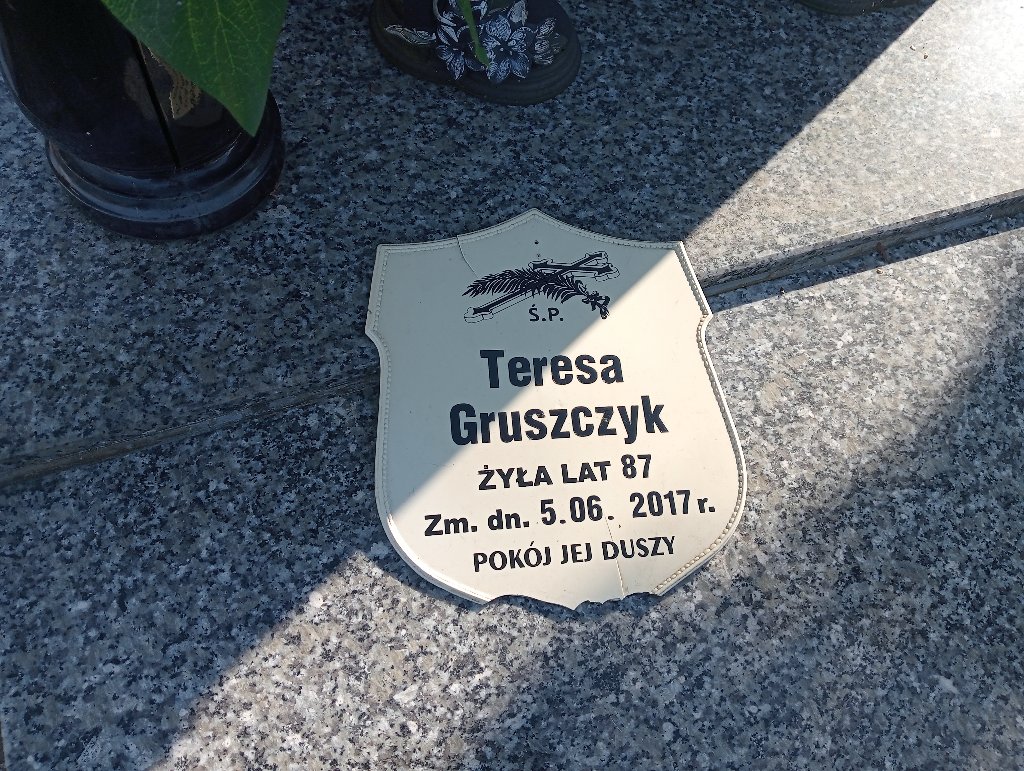 Ś.P.
Teresa
Gruszczyk
ŻYŁA LAT 87
Zm. dn. 5.06. 2017 r.
POKÓJ JEJ DUSZY